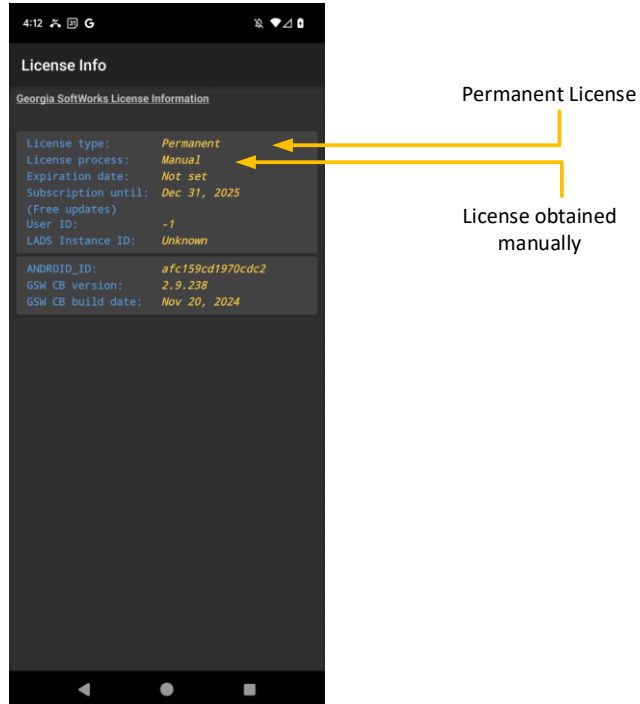 4:12 31 G
License Info
Georgia SoftWorks License Information
License type: Permanent
License process: Manual
Expiration date: Not set
Subscription until: Dec 31, 2025
(Free updates)
User ID: -1
LADS Instance ID: Unknown
ANDROID_ID: afc159cd1970cdc2
GSW CB version: 2.9.238
GSW CB build date: Nov 20, 2024
Permanent License
License obtained
manually